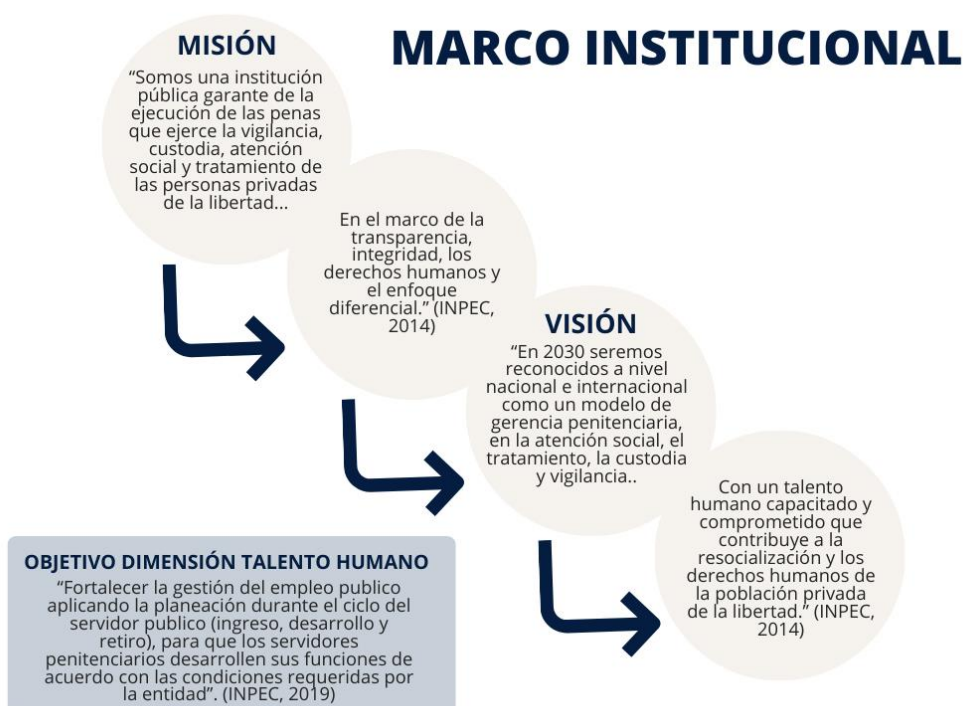 MARCO INSTITUCIONAL
MISIÓN
“Somos una institución
pública garante de la
ejecución de las penas
que ejerce la vigilancia,
custodia, atención
social y tratamiento de
las personas privadas
de la libertad...
En el marco de la
transparencia,
integridad, los
derechos humanos y
el enfoque
diferencial.” (INPEC,
2014)
VISIÓN
“En 2030 seremos
reconocidos a nivel
nacional e internacional
como un modelo de
gerencia penitenciaria,
en la atención social, el
tratamiento, la custodia
y vigilancia..
Con un talento
humano capacitado y
comprometido que
contribuye a la
resocialización y los
derechos humanos de
la población privada
de la libertad.” (INPEC,
2014)
OBJETIVO DIMENSIÓN TALENTO HUMANO
“Fortalecer la gestión del empleo publico
aplicando la planeación durante el ciclo del
servidor publico (ingreso, desarrollo y
retiro), para que los servidores
penitenciarios desarrollen sus funciones de
acuerdo con las condiciones requeridas por
la entidad”. (INPEC, 2019)